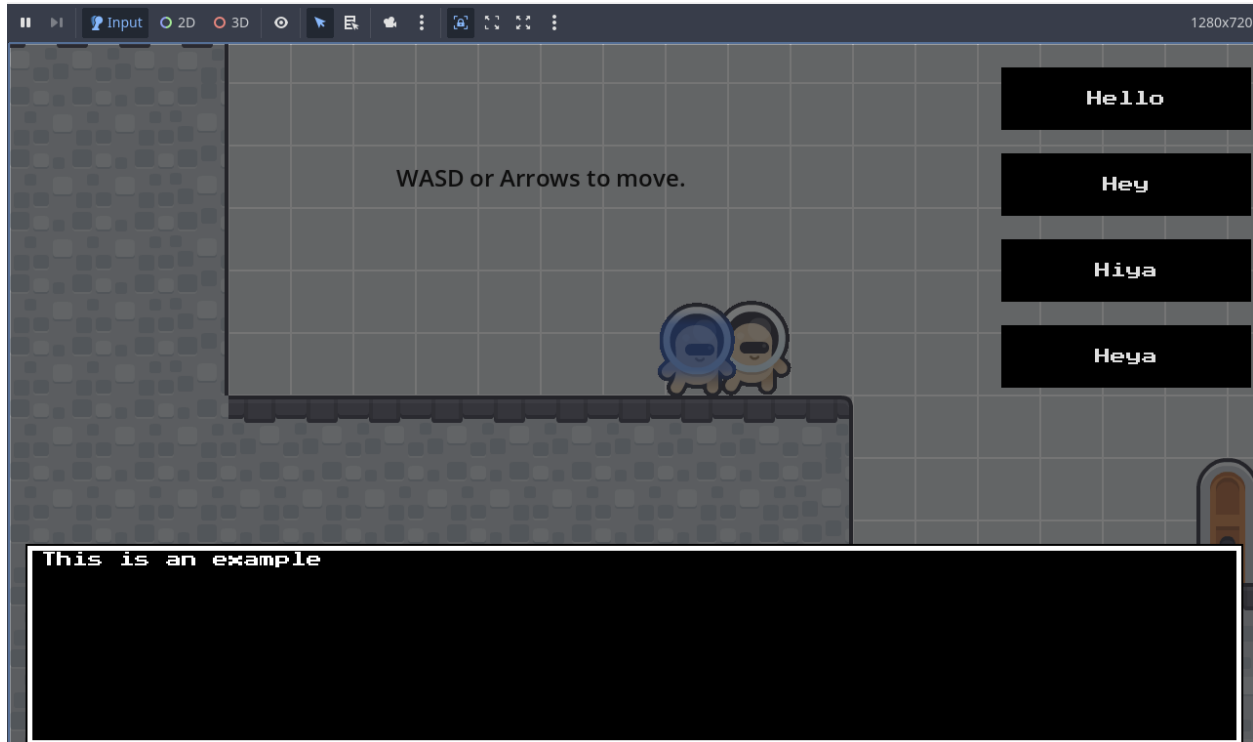 Input 2D 3D 1280x720
Hello
Hey
WASD or Arrows to move.
Hiya
Heya
This is an example